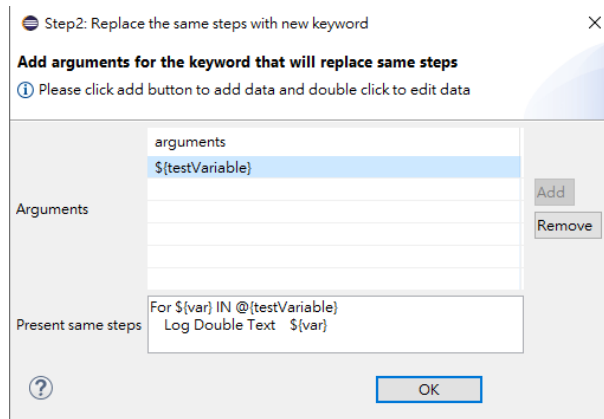 Step2: Replace the same steps with new keyword
Add arguments for the keyword that will replace same steps
Please click add button to add data and double click to edit data
arguments
${testVariable}
Arguments
Add
Remove
Present same steps
For ${var} IN @{testVariable}
Log Double Text ${var}
OK